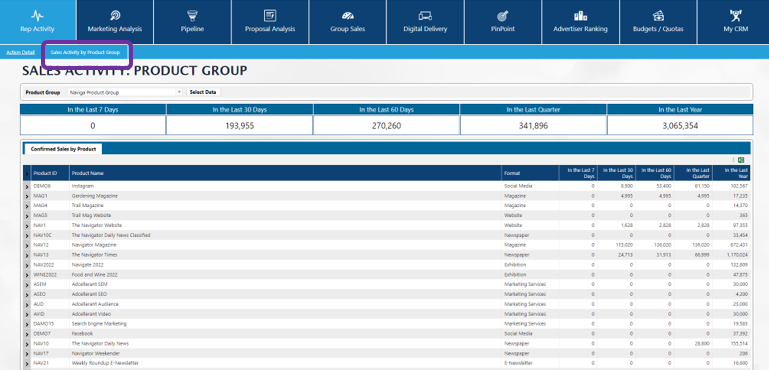 Rep Activity Marketing Analysis Pipeline Proposal Analysis Group Sales Digital Delivery PinPoint Advertiser Ranking Budgets / Quotas My CRM
Action Detail Sales Activity by Product Group
SALES ACTIVITY: PRODUCT GROUP
Product Group Naviga Product Group Select Data
In the Last 7 Days In the Last 30 Days In the Last 60 Days In the Last Quarter In the Last Year
0 193,955 270,260 341,896 3,065,354
Confirmed Sales by Product
Product ID Product Name Format In the Last 7 Days In the Last 30 Days In the Last 60 Days In the Last Quarter In the Last Year
DEMO6 Instagram Social Media 0 8,900 53,400 61,150 102,567
MAG1 Gardening Magazine Magazine 0 4,995 4,995 4,995 17,235
MAG4 Trail Magazine Magazine 0 0 0 0 14,370
MAG5 Trail Mag Website Website 0 0 0 0 365
NAV1 The Navigator Website Website 0 1,628 2,828 2,828 97,353
NAV10C The Navigator Daily News Classified Newspaper 0 0 0 0 33,454
NAV12 Navigator Magazine Magazine 0 136,020 136,020 672,431
NAV13 The Navigator Times Newspaper 0 24,713 31,913 86,999 1,170,024
NAV2022 Navigate 2022 Exhibition 0 0 0 0 132,809
WINE2022 Food and Wine 2022 Exhibition 0 0 0 0 47,875
ASEM Adcellerant SEM Marketing Services 0 0 0 0 30,000
ASEO Adcellerant SEO Marketing Services 0 0 0 0 4,200
AUD Adcellerant Audience Marketing Services 0 0 0 0 25,000
AVID Adcellerant Video Marketing Services 0 0 0 0 30,000
DAMO15 Search Engine Marketing Marketing Services 0 0 0 0 19,583
DEMO7 Facebook Social Media 0 0 0 0 37,392
NAV10 The Navigator Daily News Newspaper 0 0 0 28,800 155,514
NAV17 Navigator Weekender Newspaper 0 0 0 0 208
NAV21 Weekly Roundup E-Newsletter E-Newsletter 0 0 0 0 16,600